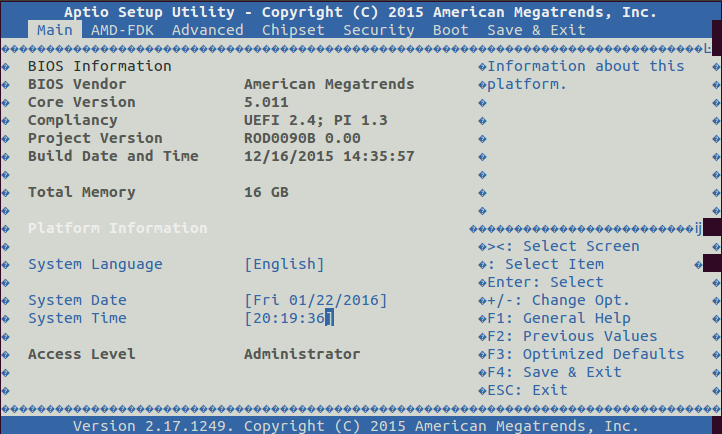 Aptio Setup Utility - Copyright (C) 2015 American Megatrends, Inc.
Main AMD-FDK Advanced Chipset Security Boot Save & Exit
BIOS Information
BIOS Vendor American Megatrends
Core Version 5.011
Compliancy UEFI 2.4; PI 1.3
Project Version ROD0090B 0.00
Build Date and Time 12/16/2015 14:35:57
Total Memory 16 GB
Platform Information
System Language [English]
System Date [Fri 01/22/2016]
System Time [20:19:36]
Access Level Administrator
Information about this
platform.
><: Select Screen
: Select Item
Enter: Select
+/-: Change Opt.
F1: General Help
F2: Previous Values
F3: Optimized Defaults
F4: Save & Exit
ESC: Exit
Version 2.17.1249. Copyright (C) 2015 American Megatrends, Inc.